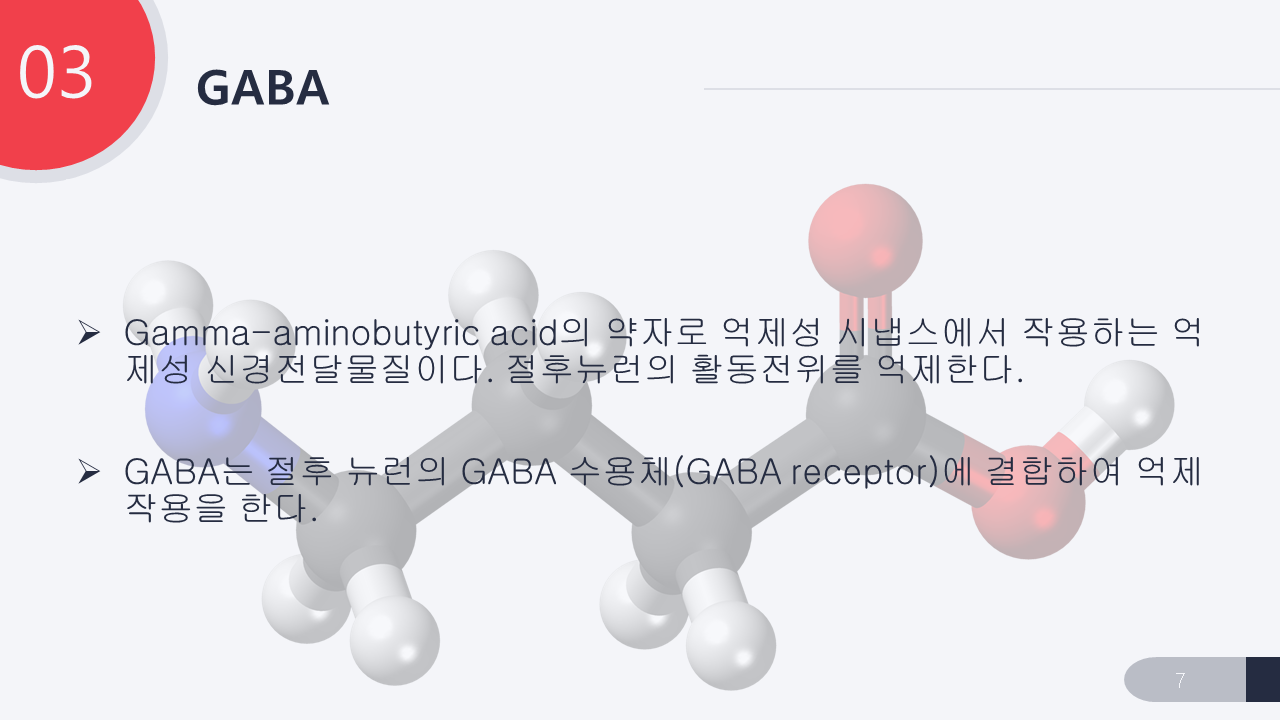 03
GABA
➢ Gamma-aminobutyric acid의 약자로 억제성 시냅스에서 작용하는 억
제성 신경전달물질이다. 절후뉴런의 활동전위를 억제한다.
➢ GABA는 절후 뉴런의 GABA 수용체(GABA receptor)에 결합하여 억제
작용을 한다.
7